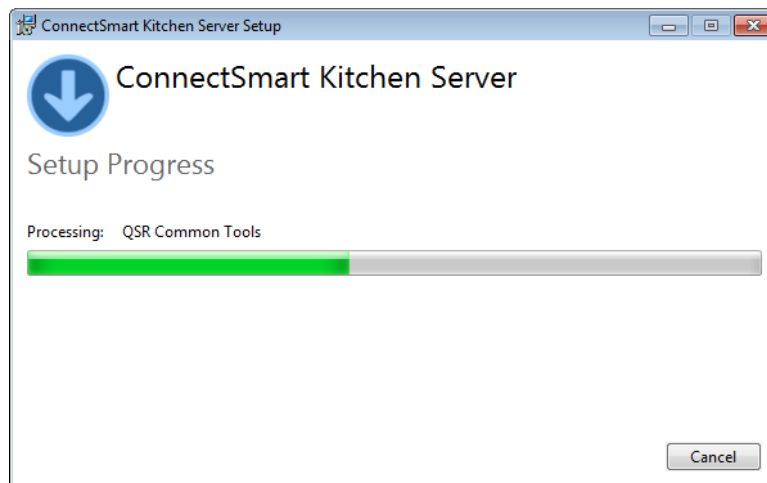 ConnectSmart Kitchen Server Setup
ConnectSmart Kitchen Server
Setup Progress
Processing: QSR Common Tools
Cancel